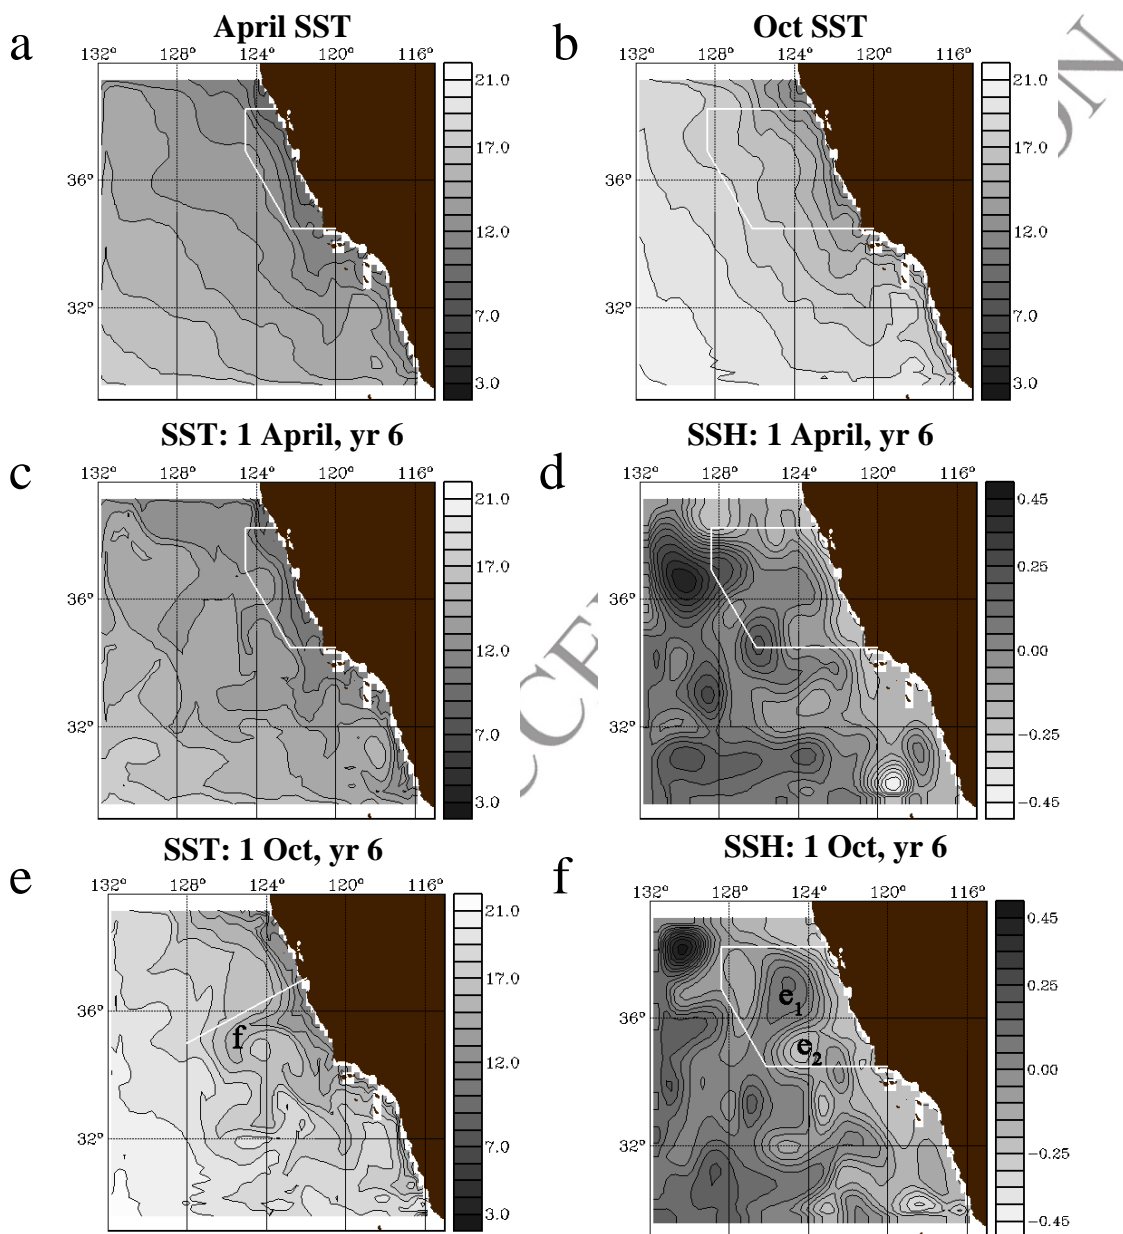 a
April SST
132° 128° 124° 120° 116°
36°
32°
21.0
17.0
12.0
7.0
3.0
b
Oct SST
132° 128° 124° 120° 116°
36°
32°
21.0
17.0
12.0
7.0
3.0
c
SST: 1 April, yr 6
132° 128° 124° 120° 116°
36°
32°
21.0
17.0
12.0
7.0
3.0
d
SSH: 1 April, yr 6
132° 128° 124° 120° 116°
36°
32°
0.45
0.25
0.00
-0.25
-0.45
e
SST: 1 Oct, yr 6
132° 128° 124° 120° 116°
36°
32°
f
21.0
17.0
12.0
7.0
3.0
f
SSH: 1 Oct, yr 6
132° 128° 124° 120° 116°
36°
32°
e1
e2
0.45
0.25
0.00
-0.25
-0.45